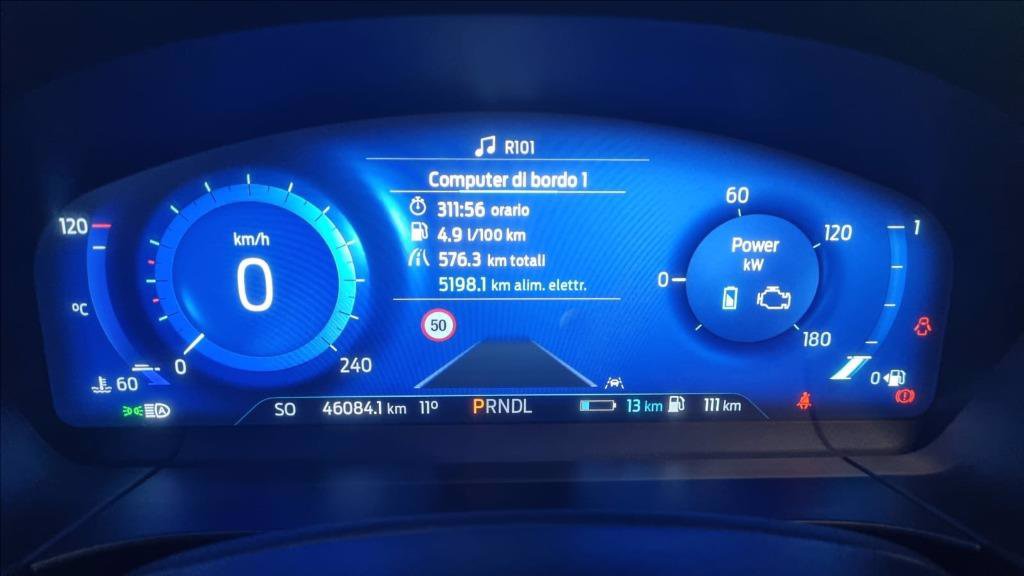 R101
Computer di bordo 1
311:56 orario
4.9 l/100 km
576.3 km totali
5198.1 km alim. elettr.
50
120
°C
60
km/h
0
0
240
60
120
Power
kW
0
180
1
0
A
SO 46084.1 km 11° PRNDL 13 km 111 km